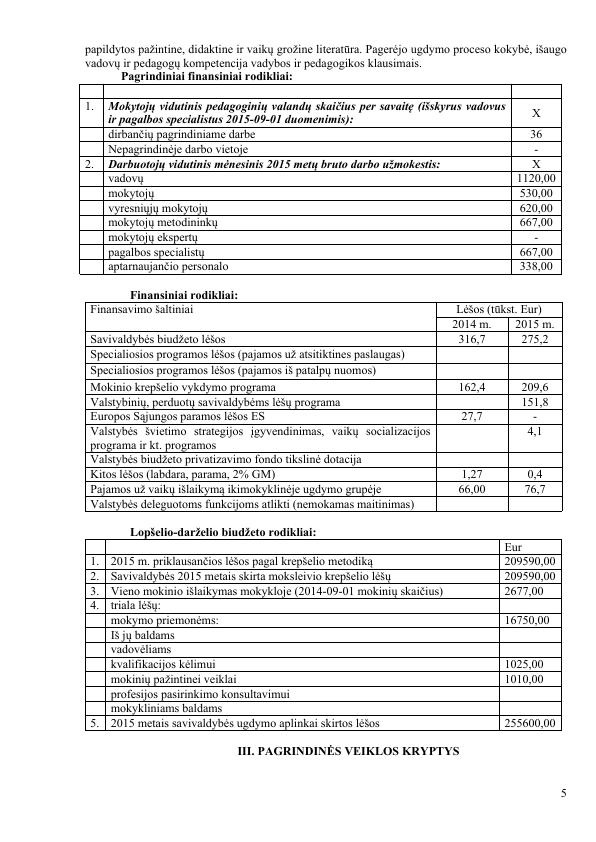 papildytos pažintine, didaktine ir vaikų grožine literatūra. Pagerėjo ugdymo proceso kokybė, išaugo
vadovų ir pedagogų kompetencija vadybos ir pedagogikos klausimais.
Pagrindiniai finansiniai rodikliai:
1. Mokytojų vidutinis pedagoginių valandų skaičius per savaitę (išskyrus vadovus
ir pagalbos specialistus 2015-09-01 duomenimis): X
dirbančių pagrindiniame darbe 36
Nepagrindinėje darbo vietoje -
2. Darbuotojų vidutinis mėnesinis 2015 metų bruto darbo užmokestis: X
vadovų 1120,00
mokytojų 530,00
vyresniųjų mokytojų 620,00
mokytojų metodininkų 667,00
mokytojų ekspertų -
pagalbos specialistų 667,00
aptarnaujančio personalo 338,00
Finansiniai rodikliai:
Finansavimo šaltiniai Lėšos (tūkst. Eur)
2014 m. 2015 m.
Savivaldybės biudžeto lėšos 316,7 275,2
Specialiosios programos lėšos (pajamos už atsitiktines paslaugas)
Specialiosios programos lėšos (pajamos iš patalpų nuomos)
Mokinio krepšelio vykdymo programa 162,4 209,6
Valstybinių, perduotų savivaldybėms lėšų programa 151,8
Europos Sąjungos paramos lėšos ES 27,7 -
Valstybės švietimo strategijos įgyvendinimas, vaikų socializacijos
programa ir kt. programos 4,1
Valstybės biudžeto privatizavimo fondo tikslinė dotacija
Kitos lėšos (labdara, parama, 2% GM) 1,27 0,4
Pajamos už vaikų išlaikymą ikimokyklinėje ugdymo grupėje 66,00 76,7
Valstybės deleguotoms funkcijoms atlikti (nemokamas maitinimas)
Lopšelio-darželio biudžeto rodikliai:
Eur
1. 2015 m. priklausančios lėšos pagal krepšelio metodiką 209590,00
2. Savivaldybės 2015 metais skirta moksleivio krepšelio lėšų 209590,00
3. Vieno mokinio išlaikymas mokykloje (2014-09-01 mokinių skaičius) 2677,00
4. triala lėšų:
mokymo priemonėms: 16750,00
Iš jų baldams
vadovėliams
kvalifikacijos kėlimui 1025,00
mokinių pažintinei veiklai 1010,00
profesijos pasirinkimo konsultavimui
mokykliniams baldams
5. 2015 metais savivaldybės ugdymo aplinkai skirtos lėšos 255600,00
III. PAGRINDINĖS VEIKLOS KRYPTYS
5